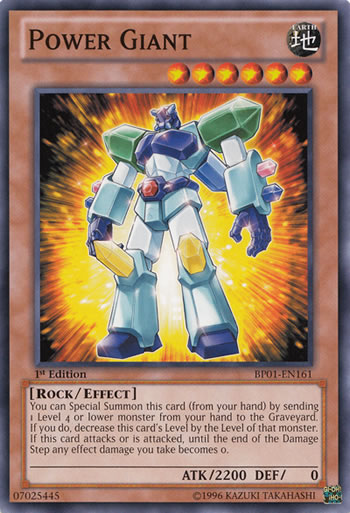 POWER GIANT
EARTH
地
1st Edition
BP01-EN161
[ROCK/EFFECT]
You can Special Summon this card (from your hand) by sending
1 Level 4 or lower monster from your hand to the Graveyard.
If you do, decrease this card's Level by the Level of that monster.
If this card attacks or is attacked, until the end of the Damage
Step any effect damage you take becomes 0.
ATK/2200 DEF/ 0
07025445
©1996 KAZUKI TAKAHASHI